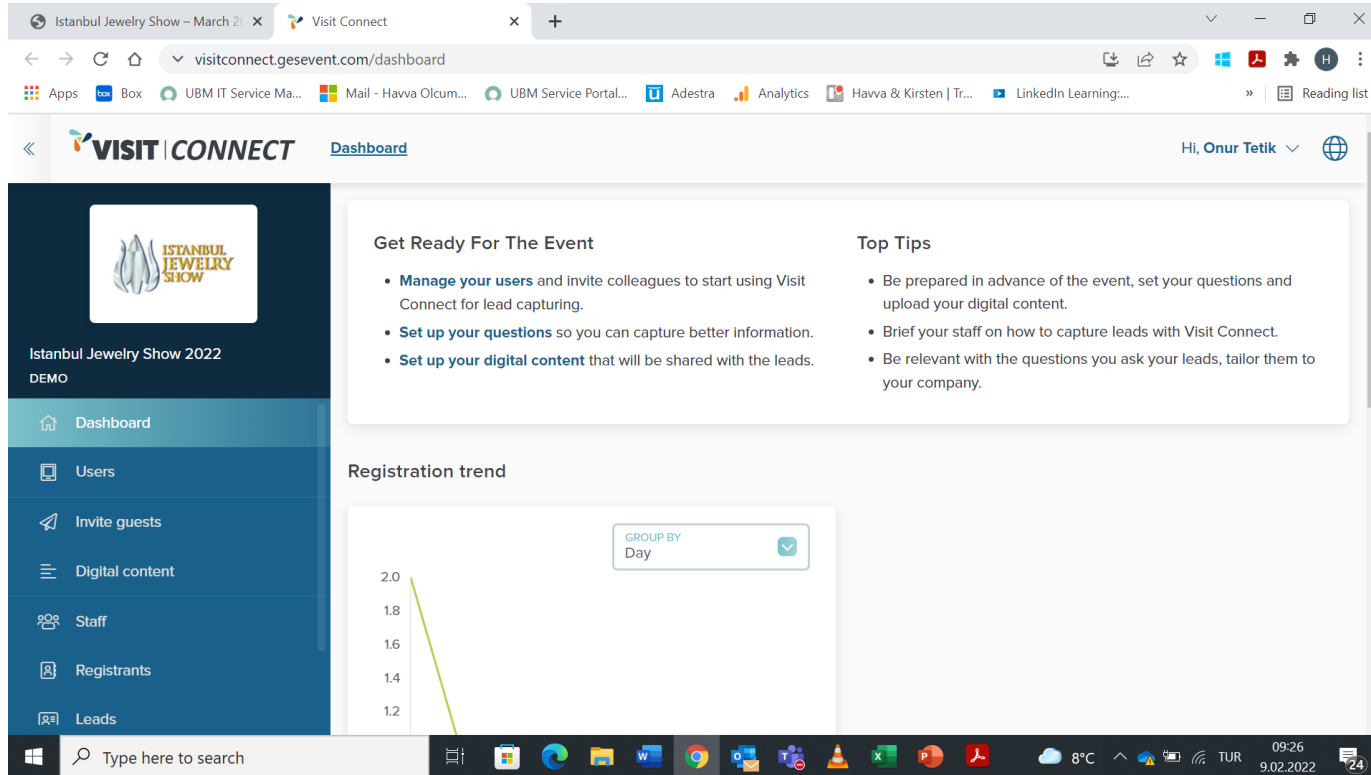 Istanbul Jewelry Show – March 2
Visit Connect
visitconnect.gesevent.com/dashboard
H
Apps
box Box
UBM IT Service Ma...
Mail - Havva Olcum...
UBM Service Portal...
Adestra
Analytics
Havva & Kirsten | Tr...
LinkedIn Learning:...
»
Reading list
VISIT | CONNECT
Dashboard
Hi, Onur Tetik
ISTANBUL
JEWELRY
SHOW
Istanbul Jewelry Show 2022
DEMO
Dashboard
Users
Invite guests
Digital content
Staff
Registrants
Leads
Get Ready For The Event
• Manage your users and invite colleagues to start using Visit
Connect for lead capturing.
• Set up your questions so you can capture better information.
• Set up your digital content that will be shared with the leads.
Top Tips
• Be prepared in advance of the event, set your questions and
upload your digital content.
• Brief your staff on how to capture leads with Visit Connect.
• Be relevant with the questions you ask your leads, tailor them to
your company.
Registration trend
GROUP BY
Day
2.0
1.8
1.6
1.4
1.2
Type here to search
8°C
TUR
09:26
9.02.2022
24